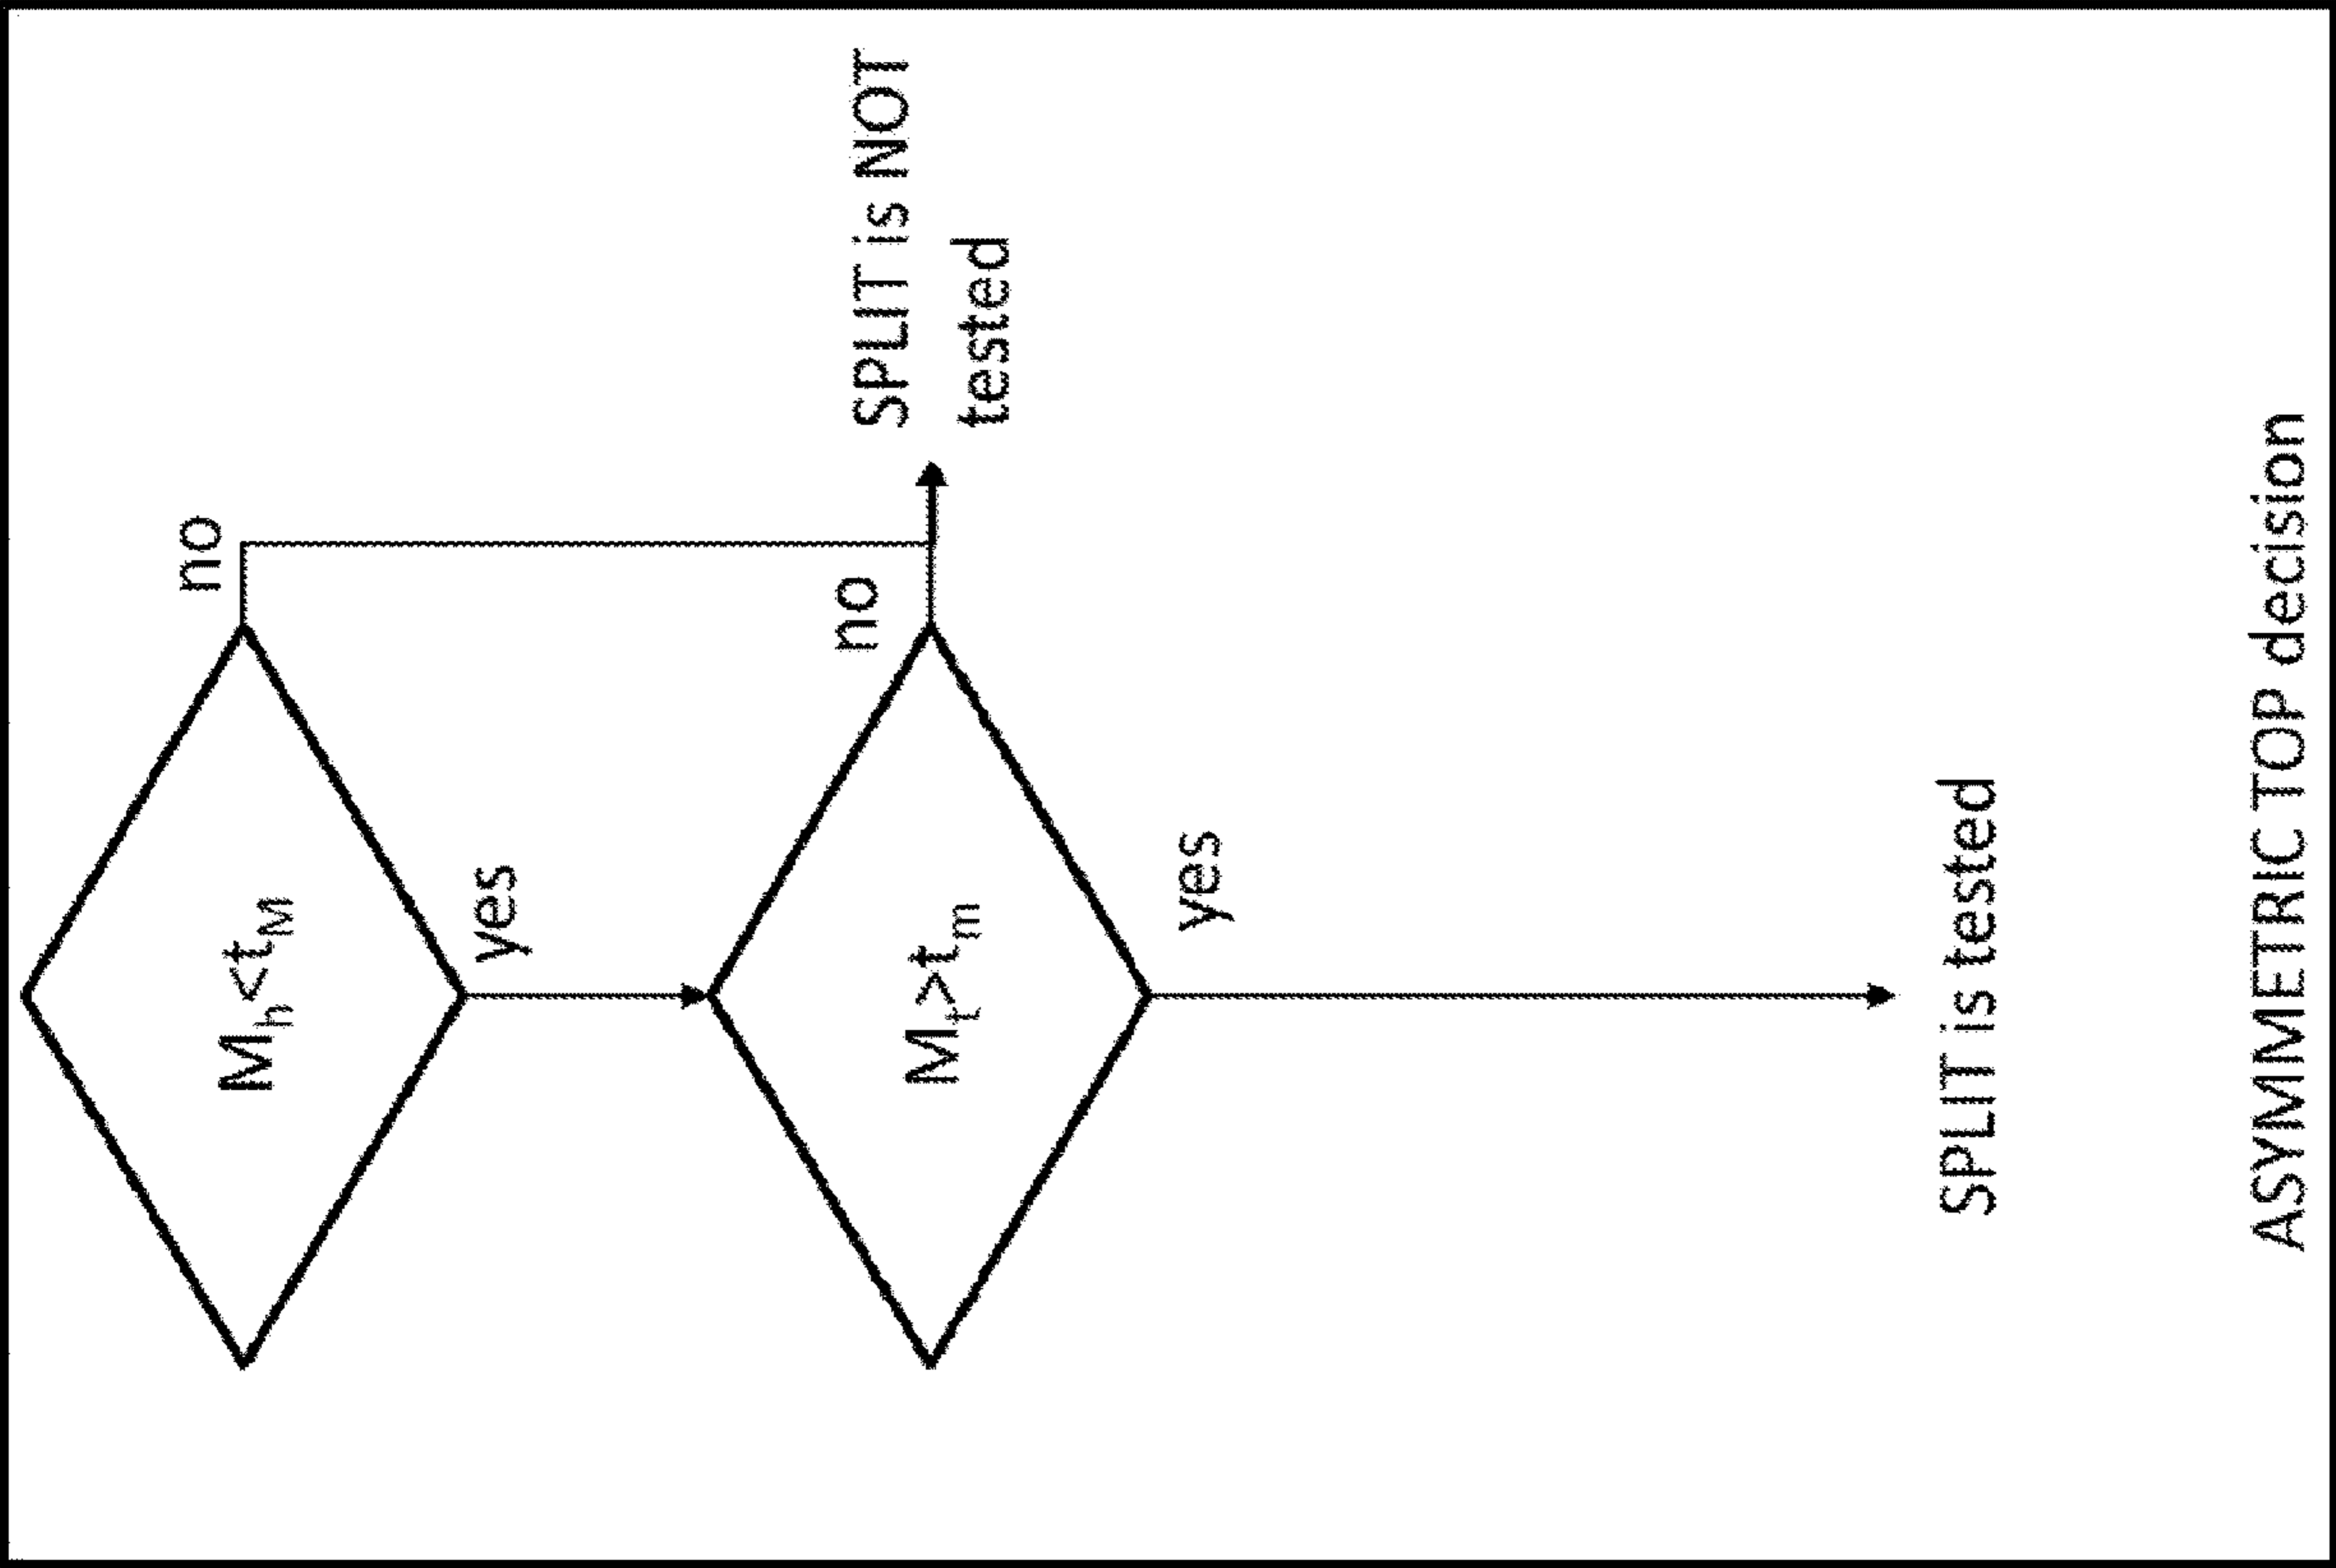 M_h<t_M
no
yes
M_t>t_m
no
SPLIT is NOT
tested
yes
SPLIT is tested
ASYMMETRIC TOP decision